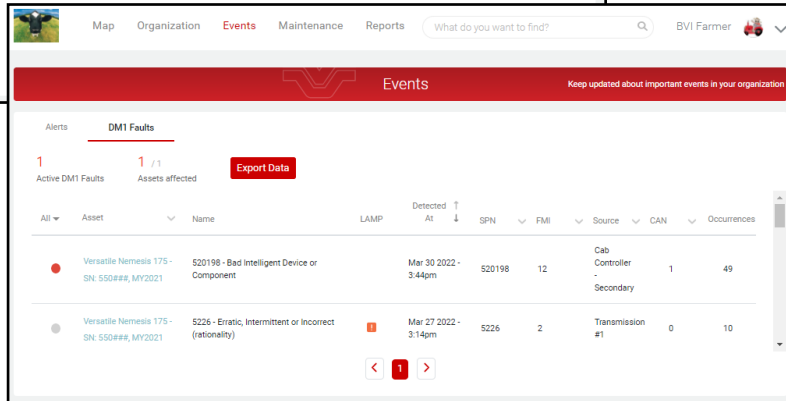 Map Organization Events Maintenance Reports What do you want to find? BVI Farmer
Events
Keep updated about important events in your organization
Alerts DM1 Faults
1 1 / 1 Export Data
Active DM1 Faults Assets affected
All Asset Name LAMP Detected At SPN FMI Source CAN Occurrences
Versatile Nemesis 175 -
SN: 550###, MY2021
520198 - Bad Intelligent Device or
Component
Mar 30 2022 -
3:44pm
520198 12
Cab
Controller
-
Secondary
1 49
Versatile Nemesis 175 -
SN: 550###, MY2021
5226 - Erratic, Intermittent or Incorrect
(rationality)
Mar 27 2022 -
3:14pm
5226 2
Transmission
#1
0 10
1